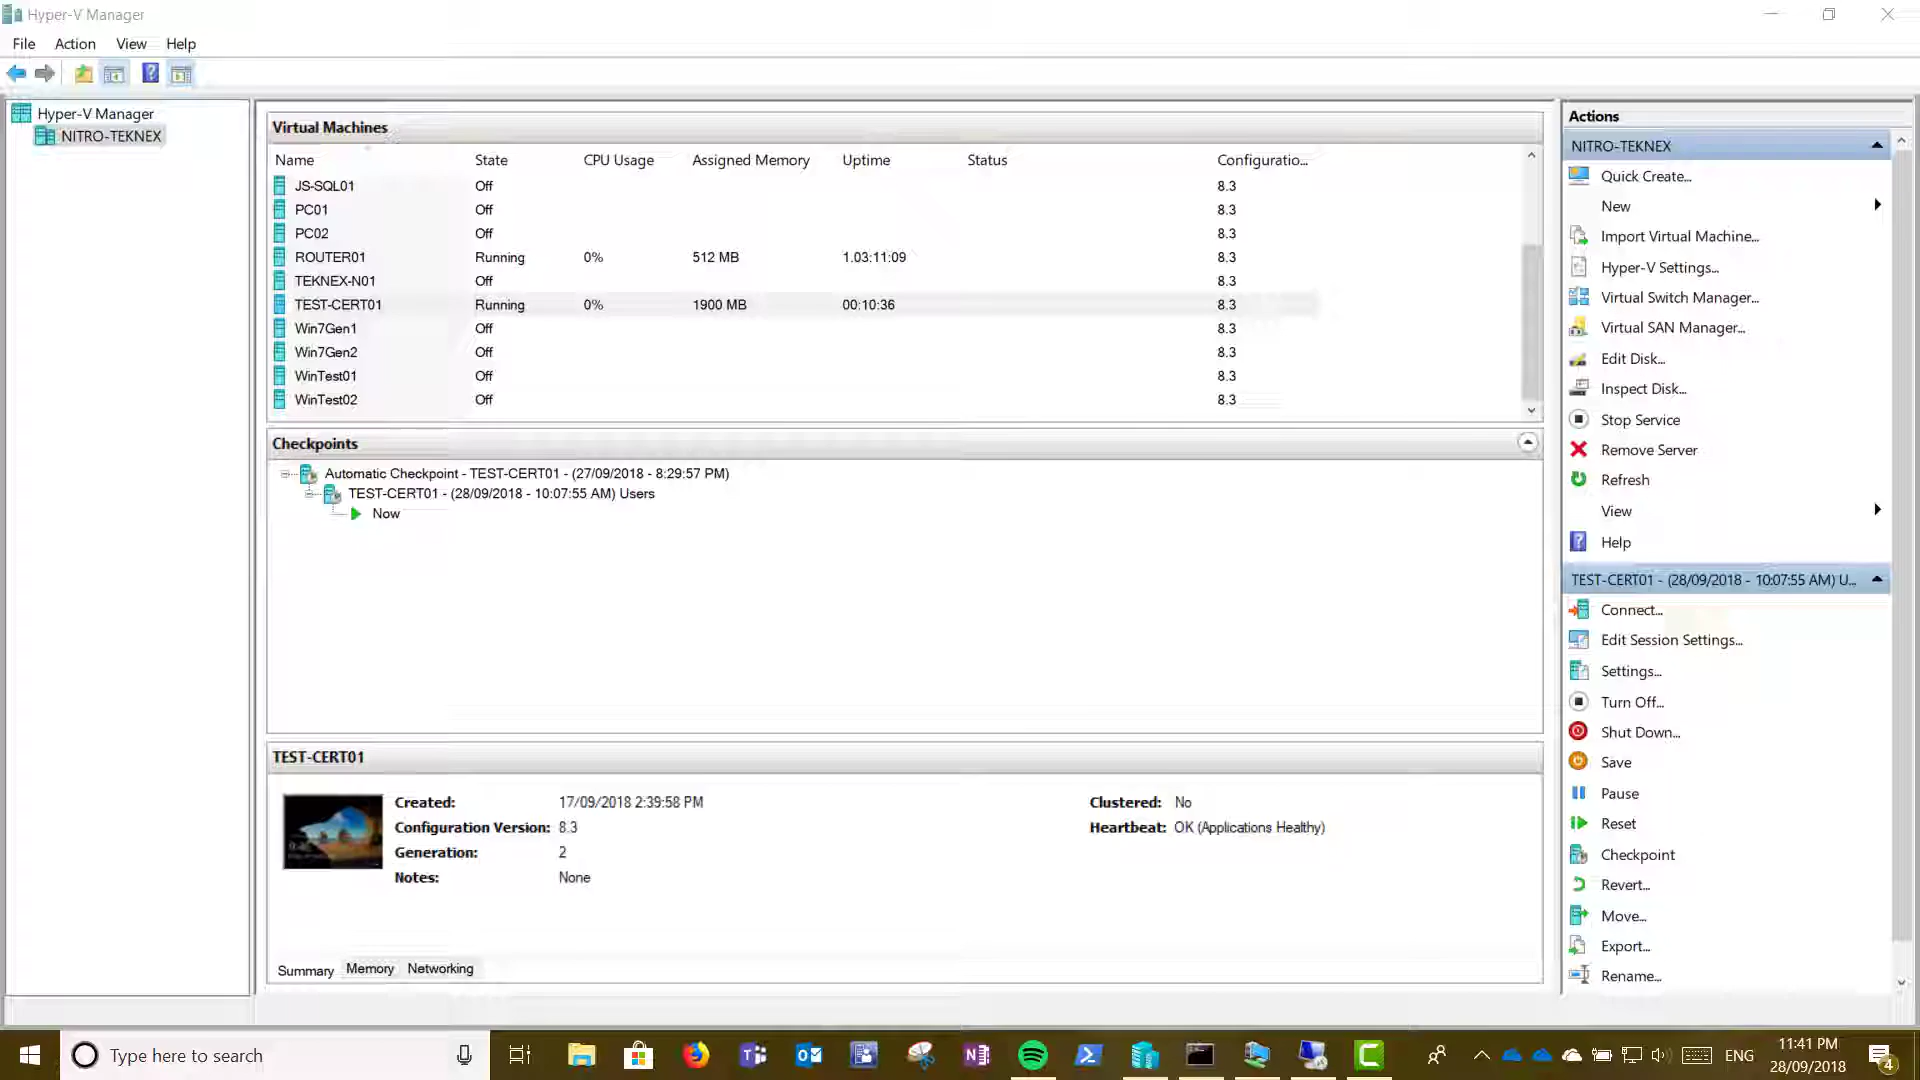 Hyper-V Manager
File Action View Help
Hyper-V Manager
NITRO-TEKNEX
Virtual Machines
Name State CPU Usage Assigned Memory Uptime Status Configuratio...
JS-SQL01 Off 8.3
PC01 Off 8.3
PC02 Off 8.3
ROUTER01 Running 0% 512 MB 1.03:11:09 8.3
TEKNEX-N01 Off 8.3
TEST-CERT01 Running 0% 1900 MB 00:10:36 8.3
Win7Gen1 Off 8.3
Win7Gen2 Off 8.3
WinTest01 Off 8.3
WinTest02 Off 8.3
Checkpoints
Automatic Checkpoint - TEST-CERT01 - (27/09/2018 - 8:29:57 PM)
TEST-CERT01 - (28/09/2018 - 10:07:55 AM) Users
Now
TEST-CERT01
Created: 17/09/2018 2:39:58 PM Clustered: No
Configuration Version: 8.3 Heartbeat: OK (Applications Healthy)
Generation: 2
Notes: None
Summary Memory Networking
Actions
NITRO-TEKNEX
Quick Create...
New
Import Virtual Machine...
Hyper-V Settings...
Virtual Switch Manager...
Virtual SAN Manager...
Edit Disk...
Inspect Disk...
Stop Service
Remove Server
Refresh
View
Help
TEST-CERT01 - (28/09/2018 - 10:07:55 AM) U...
Connect...
Edit Session Settings...
Settings...
Turn Off...
Shut Down...
Save
Pause
Reset
Checkpoint
Revert...
Move...
Export...
Rename...
Type here to search
ENG
11:41 PM
28/09/2018
4